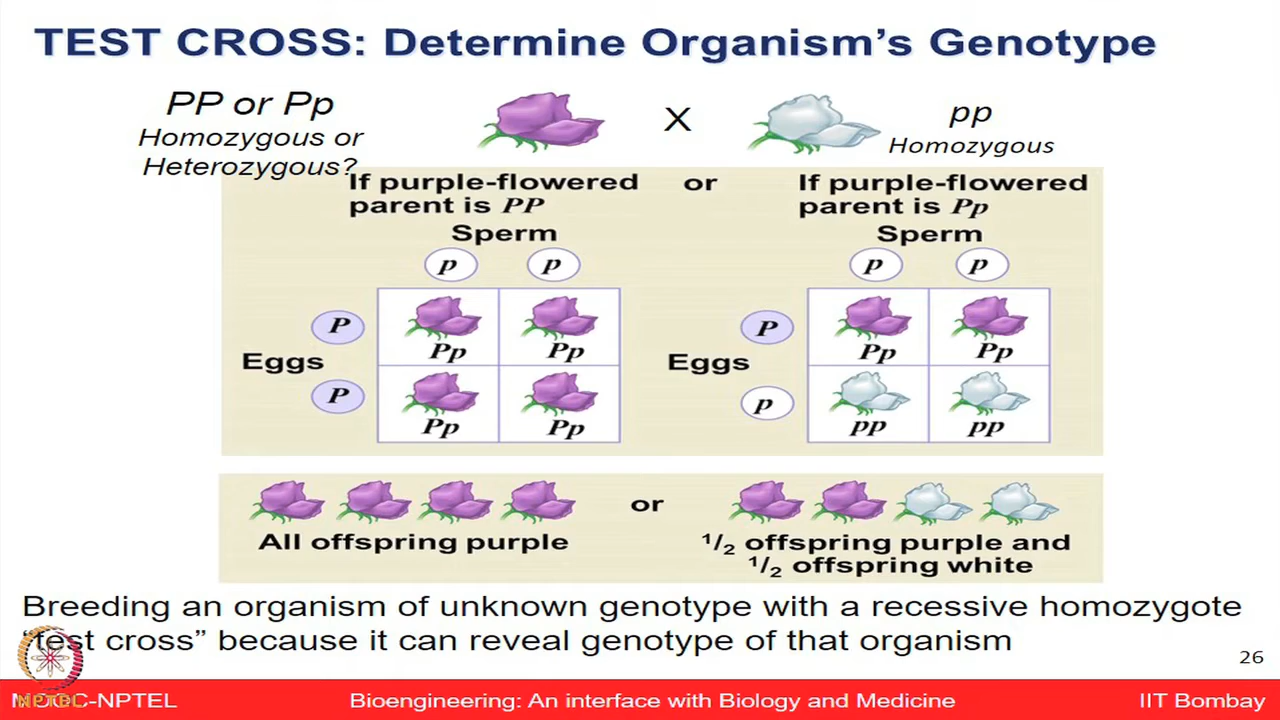 TEST CROSS: Determine Organism's Genotype
PP or Pp
Homozygous or
Heterozygous?
X
pp
Homozygous
If purple-flowered
parent is PP
Sperm
p p
P
Eggs
P
Pp Pp
Pp Pp
or
If purple-flowered
parent is Pp
Sperm
p p
P
Eggs
p
Pp Pp
pp pp
All offspring purple
or
1/2 offspring purple and
1/2 offspring white
Breeding an organism of unknown genotype with a recessive homozygote
“test cross” because it can reveal genotype of that organism
26
NPTEL
MOOC-NPTEL
Bioengineering: An interface with Biology and Medicine
IIT Bombay